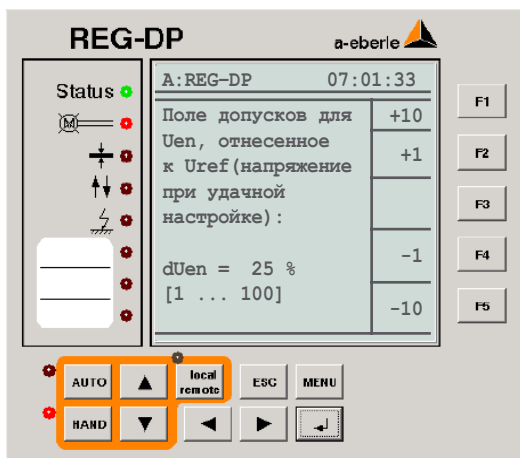 REG-DP
a-eberle
Status
M
A:REG-DP 07:01:33
Поле допусков для
Uen, отнесенное
к Uref(напряжение
при удачной
настройке):
dUen = 25 %
[1 ... 100]
+10
+1
-1
-10
F1
F2
F3
F4
F5
AUTO
local
remote
ESC
MENU
HAND